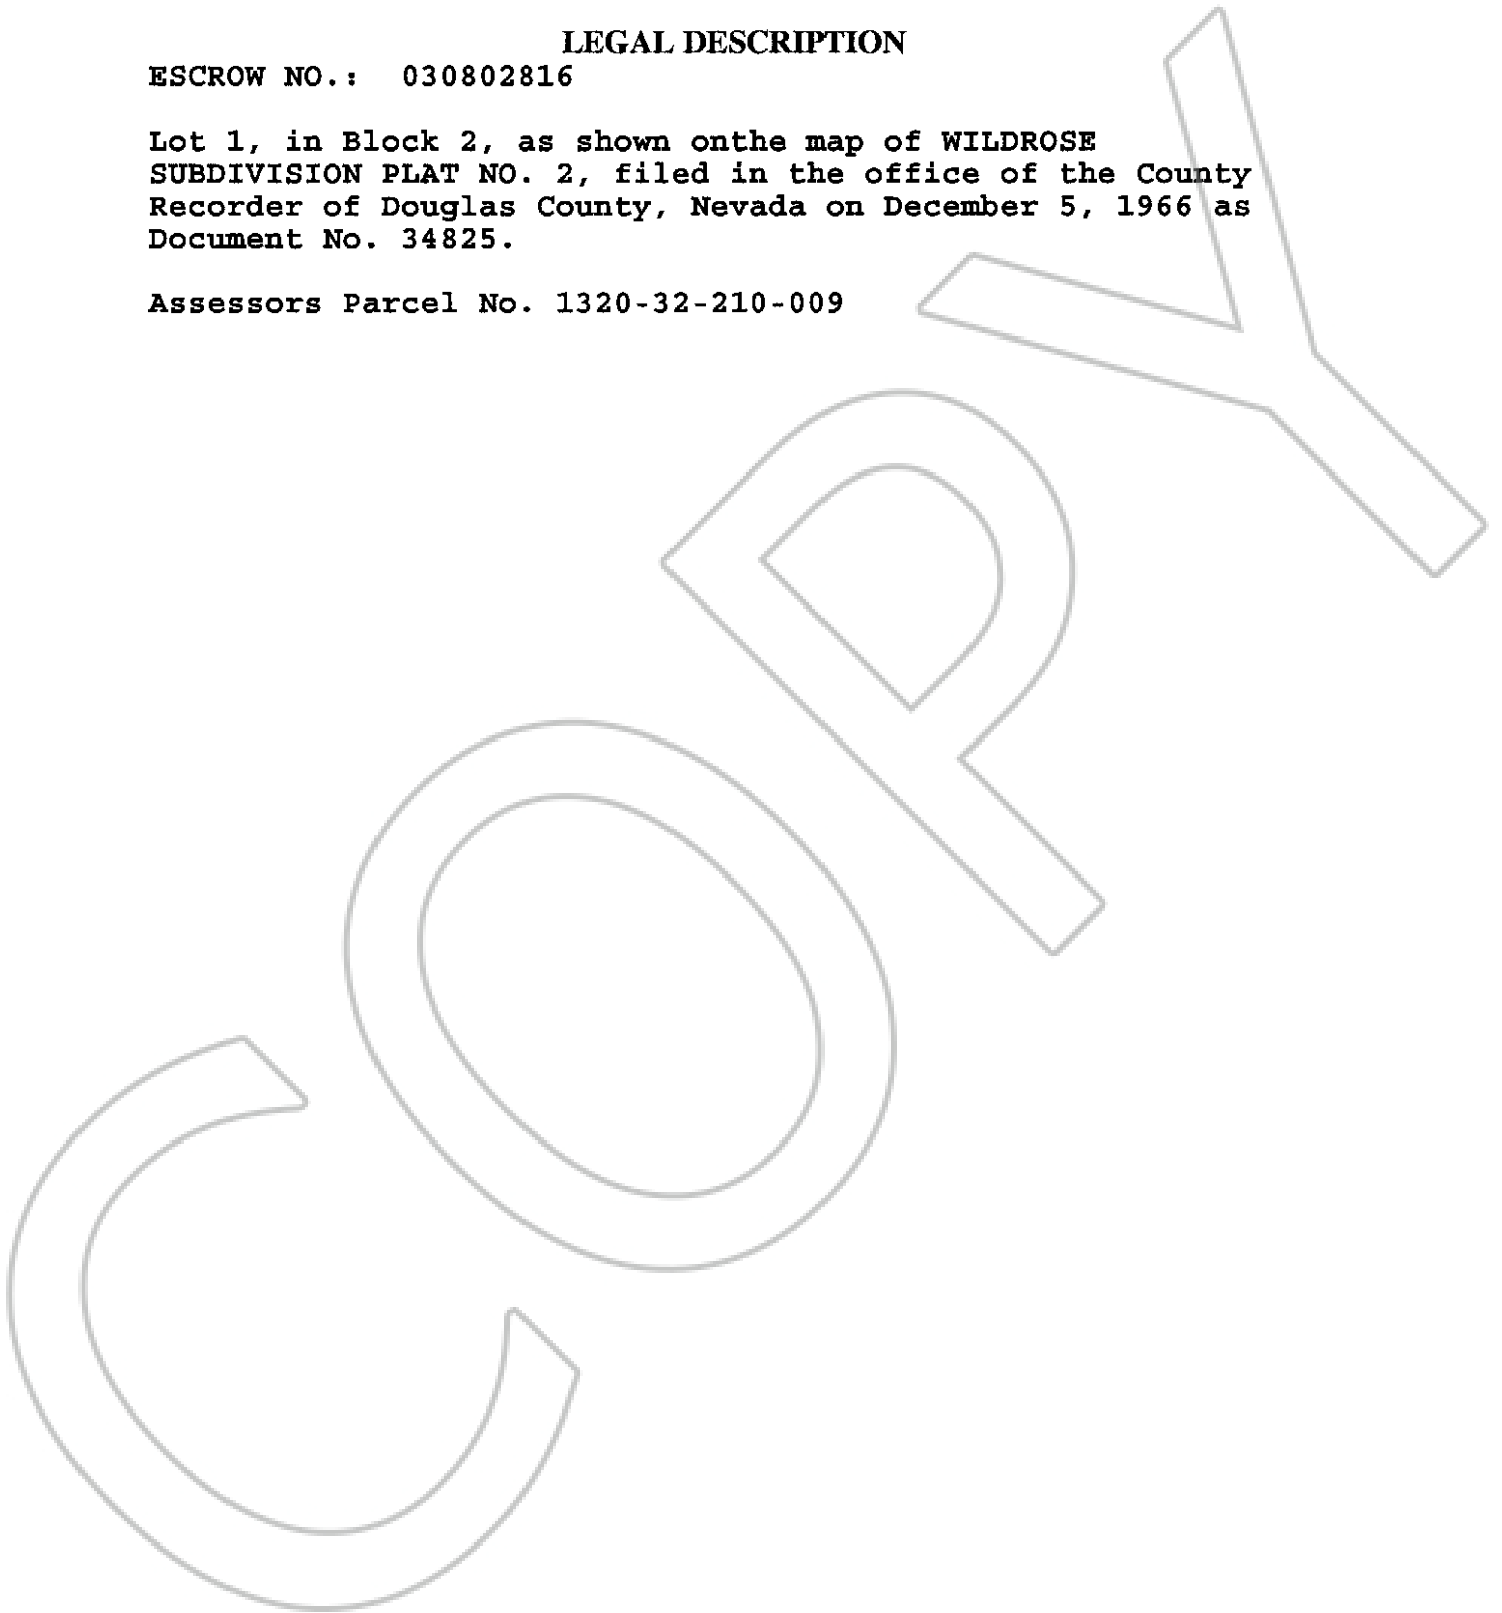 LEGAL DESCRIPTION
ESCROW NO.: 030802816
Lot 1, in Block 2, as shown onthe map of WILDROSE
SUBDIVISION PLAT NO. 2, filed in the office of the County
Recorder of Douglas County, Nevada on December 5, 1966 as
Document No. 34825.
Assessors Parcel No. 1320-32-210-009
COPY